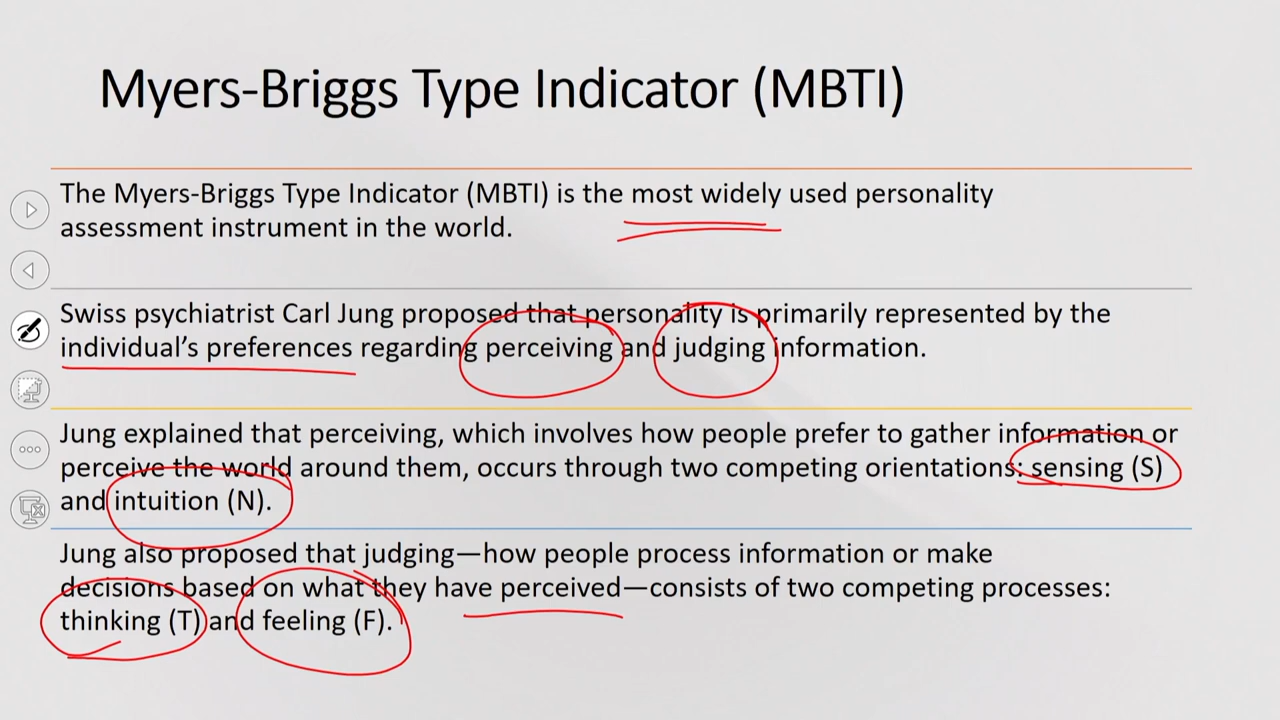 Myers-Briggs Type Indicator (MBTI)
The Myers-Briggs Type Indicator (MBTI) is the most widely used personality
assessment instrument in the world.
Swiss psychiatrist Carl Jung proposed that personality is primarily represented by the
individual’s preferences regarding perceiving and judging information.
Jung explained that perceiving, which involves how people prefer to gather information or
perceive the world around them, occurs through two competing orientations: sensing (S)
and intuition (N).
Jung also proposed that judging—how people process information or make
decisions based on what they have perceived—consists of two competing processes:
thinking (T) and feeling (F).